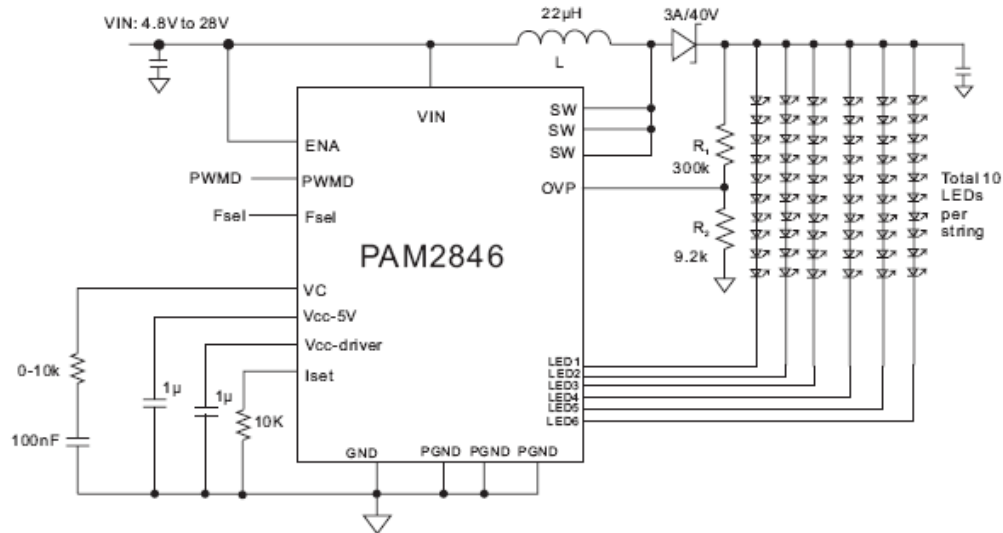 VIN: 4.8V to 28V
22µH
3A/40V
L
VIN
SW
SW
SW
ENA
R1
300k
Total 10
LEDs
per
string
PWMD
PWMD
OVP
Fsel
Fsel
R2
9.2k
PAM2846
VC
Vcc-5V
Vcc-driver
LED1
0-10k
Iset
LED2
LED3
1µ
1µ
LED4
10K
LED5
LED6
100nF
GND
PGND
PGND
PGND